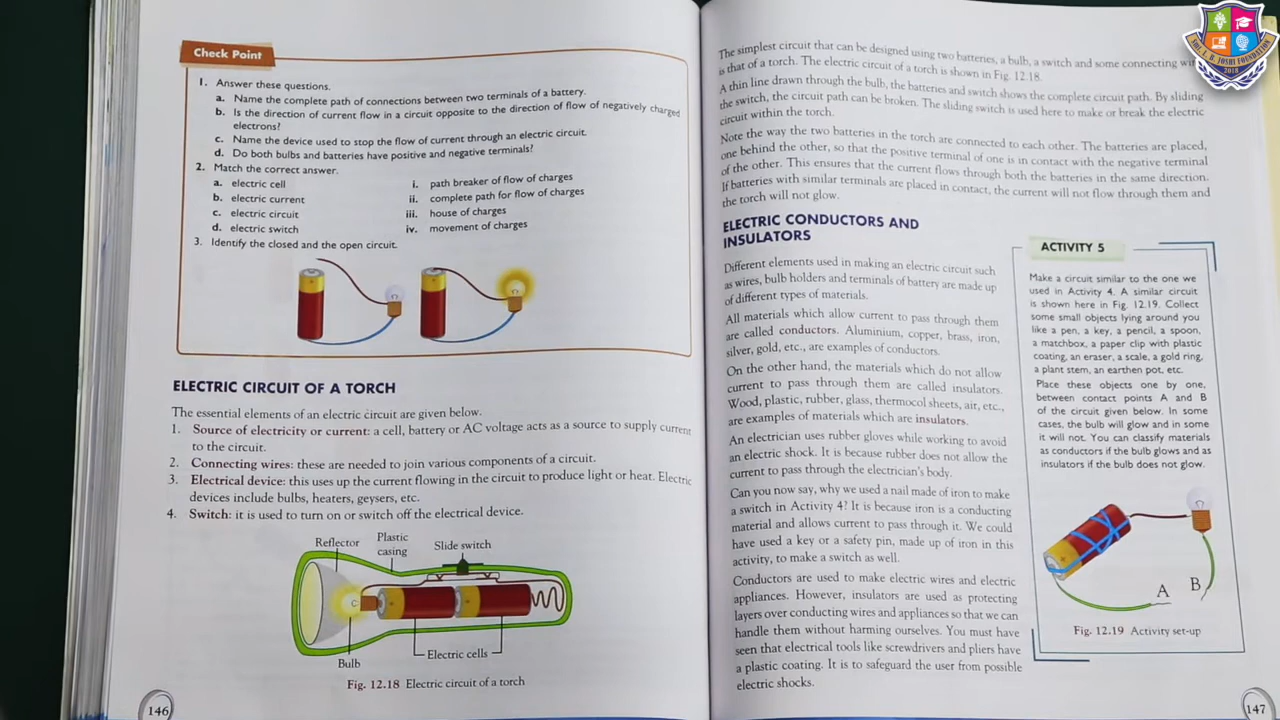 Check Point
1. Answer these questions.
a. Name the complete path of connections between two terminals of a battery.
b. Is the direction of current flow in a circuit opposite to the direction of flow of negatively charged
electrons?
c. Name the device used to stop the flow of current through an electric circuit.
d. Do both bulbs and batteries have positive and negative terminals?
2. Match the correct answer.
a. electric cell i. path breaker of flow of charges
b. electric current ii. complete path for flow of charges
c. electric circuit iii. house of charges
d. electric switch iv. movement of charges
3. Identify the closed and the open circuit.
ELECTRIC CIRCUIT OF A TORCH
The essential elements of an electric circuit are given below.
1. Source of electricity or current: a cell, battery or AC voltage acts as a source to supply current
to the circuit.
2. Connecting wires: these are needed to join various components of a circuit.
3. Electrical device: this uses up the current flowing in the circuit to produce light or heat. Electric
devices include bulbs, heaters, geysers, etc.
4. Switch: it is used to turn on or switch off the electrical device.
Reflector
Plastic
casing
Slide switch
Bulb
Electric cells
Fig. 12.18 Electric circuit of a torch
146
The simplest circuit that can be designed using two batteries, a bulb, a switch and some connecting
is that of a torch. The electric circuit of a torch is shown in Fig. 12.18.
A thin line drawn through the bulb, the batteries and switch shows the complete circuit path. By sliding
the switch, the circuit path can be broken. The sliding switch is used here to make or break the electric
circuit within the torch.
Note the way the two batteries in the torch are connected to each other. The batteries are placed,
one behind the other, so that the positive terminal of one is in contact with the negative terminal
of the other. This ensures that the current flows through both the batteries in the same direction.
If batteries with similar terminals are placed in contact, the current will not flow through them and
the torch will not glow.
ELECTRIC CONDUCTORS AND
INSULATORS
Different elements used in making an electric circuit such
as wires, bulb holders and terminals of battery are made up
of different types of materials.
All materials which allow current to pass through them
are called conductors. Aluminium, copper, brass, iron,
silver, gold, etc., are examples of conductors.
On the other hand, the materials which do not allow
current to pass through them are called insulators.
Wood, plastic, rubber, glass, thermocol sheets, air, etc.,
are examples of materials which are insulators.
An electrician uses rubber gloves while working to avoid
an electric shock. It is because rubber does not allow the
current to pass through the electrician's body.
Can you now say, why we used a nail made of iron to make
a switch in Activity 4? It is because iron is a conducting
material and allows current to pass through it. We could
have used a key or a safety pin, made up of iron in this
activity, to make a switch as well.
Conductors are used to make electric wires and electric
appliances. However, insulators are used as protecting
layers over conducting wires and appliances so that we can
handle them without harming ourselves. You must have
seen that electrical tools like screwdrivers and pliers have
a plastic coating. It is to safeguard the user from possible
electric shocks.
ACTIVITY 5
Make a circuit similar to the one we
used in Activity 4. A similar circuit
is shown here in Fig. 12.19. Collect
some small objects lying around you
like a pen, a key, a pencil, a spoon,
a matchbox, a paper clip with plastic
coating, an eraser, a scale, a gold ring,
a plant stem, an earthen pot, etc.
Place these objects one by one,
between contact points A and B
of the circuit given below. In some
cases, the bulb will glow and in some
it will not. You can classify materials
as conductors if the bulb glows and as
insulators if the bulb does not glow.
A B
Fig. 12.19 Activity set-up
147